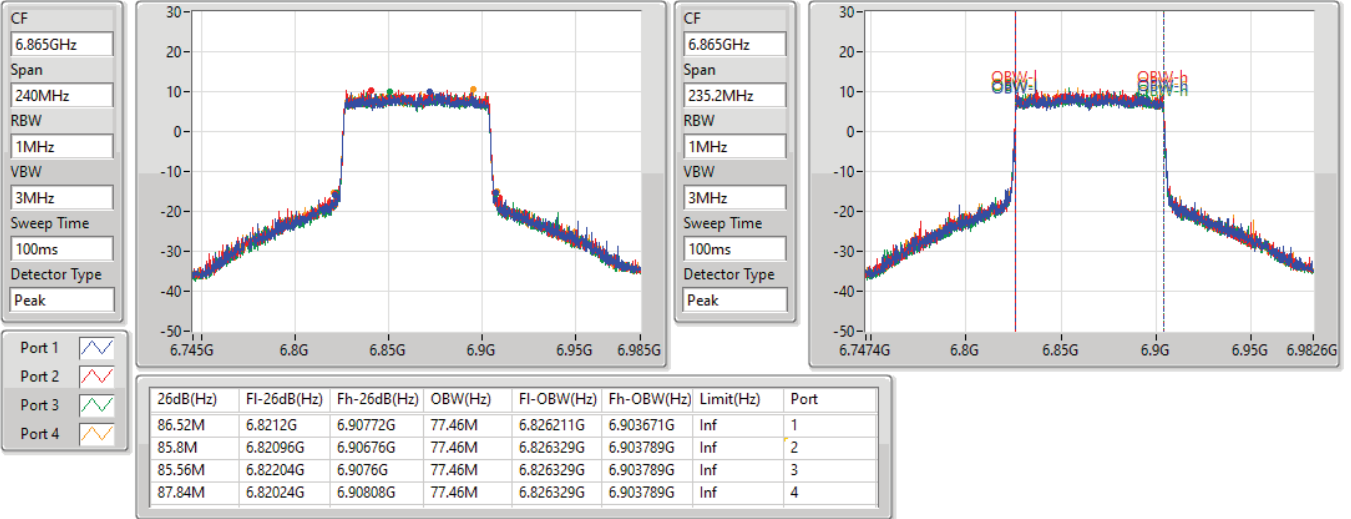 CF
6.865GHz
Span
240MHz
RBW
1MHz
VBW
3MHz
Sweep Time
100ms
Detector Type
Peak
30
20
10
0
-10
-20
-30
-40
-50
6.745G 6.8G 6.85G 6.9G 6.95G 6.985G
CF
6.865GHz
Span
235.2MHz
RBW
1MHz
VBW
3MHz
Sweep Time
100ms
Detector Type
Peak
30
20
10
0
-10
-20
-30
-40
-50
OBW-l OBW-h
OBW-l OBW-h
6.7474G 6.8G 6.85G 6.9G 6.95G 6.9826G
Port 1
Port 2
Port 3
Port 4
26dB(Hz) Fl-26dB(Hz) Fh-26dB(Hz) OBW(Hz) Fl-OBW(Hz) Fh-OBW(Hz) Limit(Hz) Port
86.52M 6.8212G 6.90772G 77.46M 6.826211G 6.903671G Inf 1
85.8M 6.82096G 6.90676G 77.46M 6.826329G 6.903789G Inf 2
85.56M 6.82204G 6.9076G 77.46M 6.826329G 6.903789G Inf 3
87.84M 6.82024G 6.90808G 77.46M 6.826329G 6.903789G Inf 4